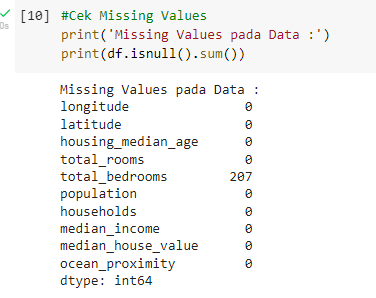 [10] #Cek Missing Values
0s
print('Missing Values pada Data :')
print(df.isnull().sum())
Missing Values pada Data :
longitude 0
latitude 0
housing_median_age 0
total_rooms 0
total_bedrooms 207
population 0
households 0
median_income 0
median_house_value 0
ocean_proximity 0
dtype: int64